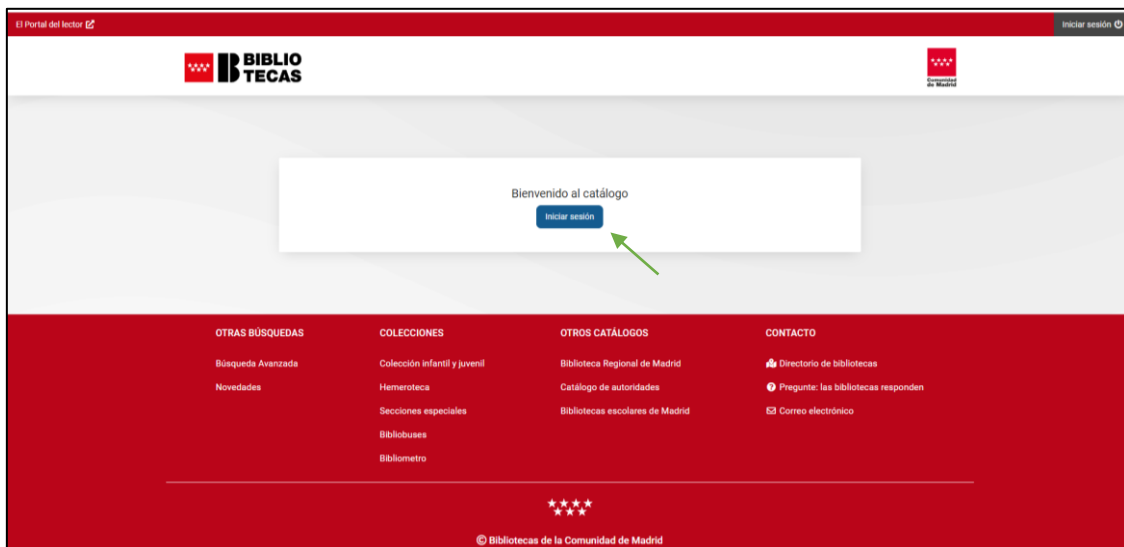 El Portal del lector
Iniciar sesión
BIBLIO
TECAS
Comunidad
de Madrid
Bienvenido al catálogo
Iniciar sesión
OTRAS BÚSQUEDAS
Búsqueda Avanzada
Novedades
COLECCIONES
Colección infantil y juvenil
Hemeroteca
Secciones especiales
Bibliobuses
Bibliometro
OTROS CATÁLOGOS
Biblioteca Regional de Madrid
Catálogo de autoridades
Bibliotecas escolares de Madrid
CONTACTO
Directorio de bibliotecas
Pregunte: las bibliotecas responden
Correo electrónico
© Bibliotecas de la Comunidad de Madrid